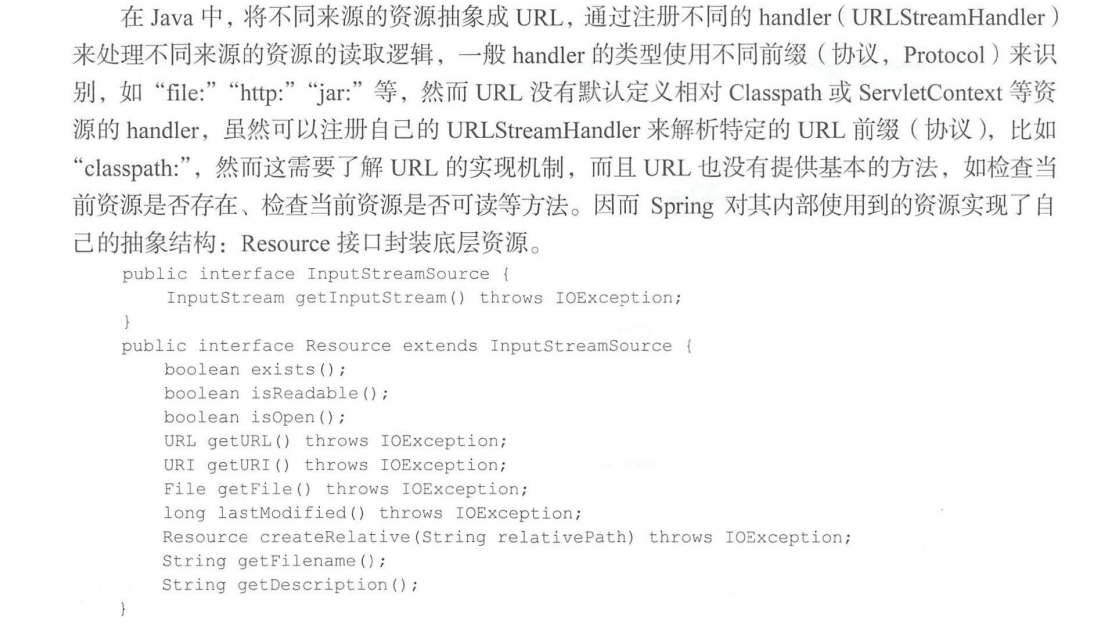 在 Java 中，将不同来源的资源抽象成 URL，通过注册不同的 handler（URLStreamHandler）
来处理不同来源的资源的读取逻辑，一般 handler 的类型使用不同前缀（协议，Protocol）来识
别，如“file:”“http:”“jar:”等，然而 URL 没有默认定义相对 Classpath 或 ServletContext 等资
源的 handler，虽然可以注册自己的 URLStreamHandler 来解析特定的 URL 前缀（协议），比如
“classpath:”，然而这需要了解 URL 的实现机制，而且 URL 也没有提供基本的方法，如检查当
前资源是否存在、检查当前资源是否可读等方法。因而 Spring 对其内部使用到的资源实现了自
己的抽象结构：Resource 接口封装底层资源。
public interface InputStreamSource {
    InputStream getInputStream() throws IOException;
}
public interface Resource extends InputStreamSource {
    boolean exists();
    boolean isReadable();
    boolean isOpen();
    URL getURL() throws IOException;
    URI getURI() throws IOException;
    File getFile() throws IOException;
    long lastModified() throws IOException;
    Resource createRelative(String relativePath) throws IOException;
    String getFilename();
    String getDescription();
}